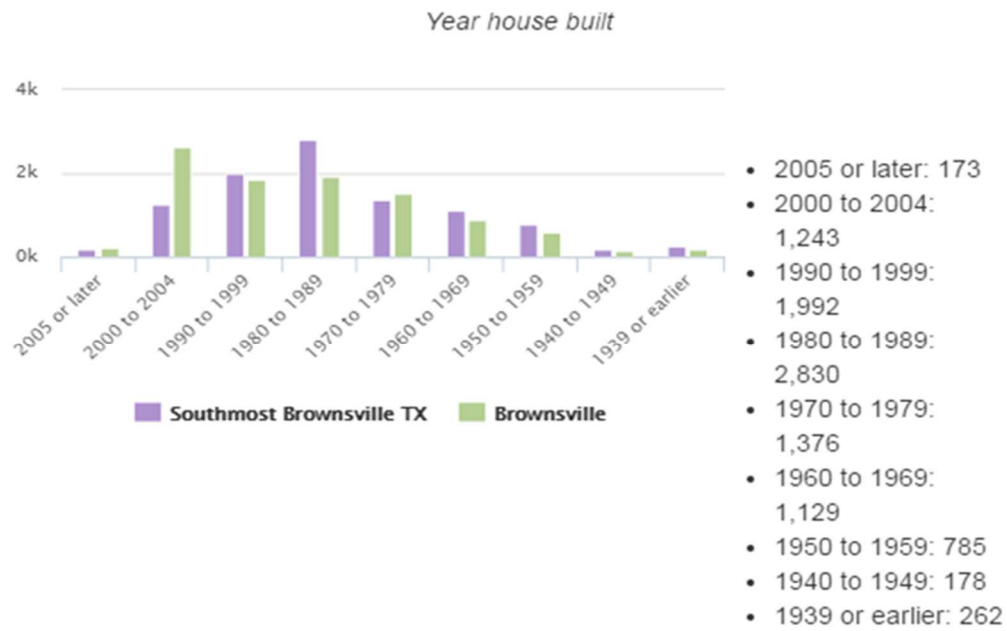 Year house built
4k
2k
0k
2005 or later
2000 to 2004
1990 to 1999
1980 to 1989
1970 to 1979
1960 to 1969
1950 to 1959
1940 to 1949
1939 or earlier
Southmost Brownsville TX
Brownsville
• 2005 or later: 173
• 2000 to 2004:
1,243
• 1990 to 1999:
1,992
• 1980 to 1989:
2,830
• 1970 to 1979:
1,376
• 1960 to 1969:
1,129
• 1950 to 1959: 785
• 1940 to 1949: 178
• 1939 or earlier: 262